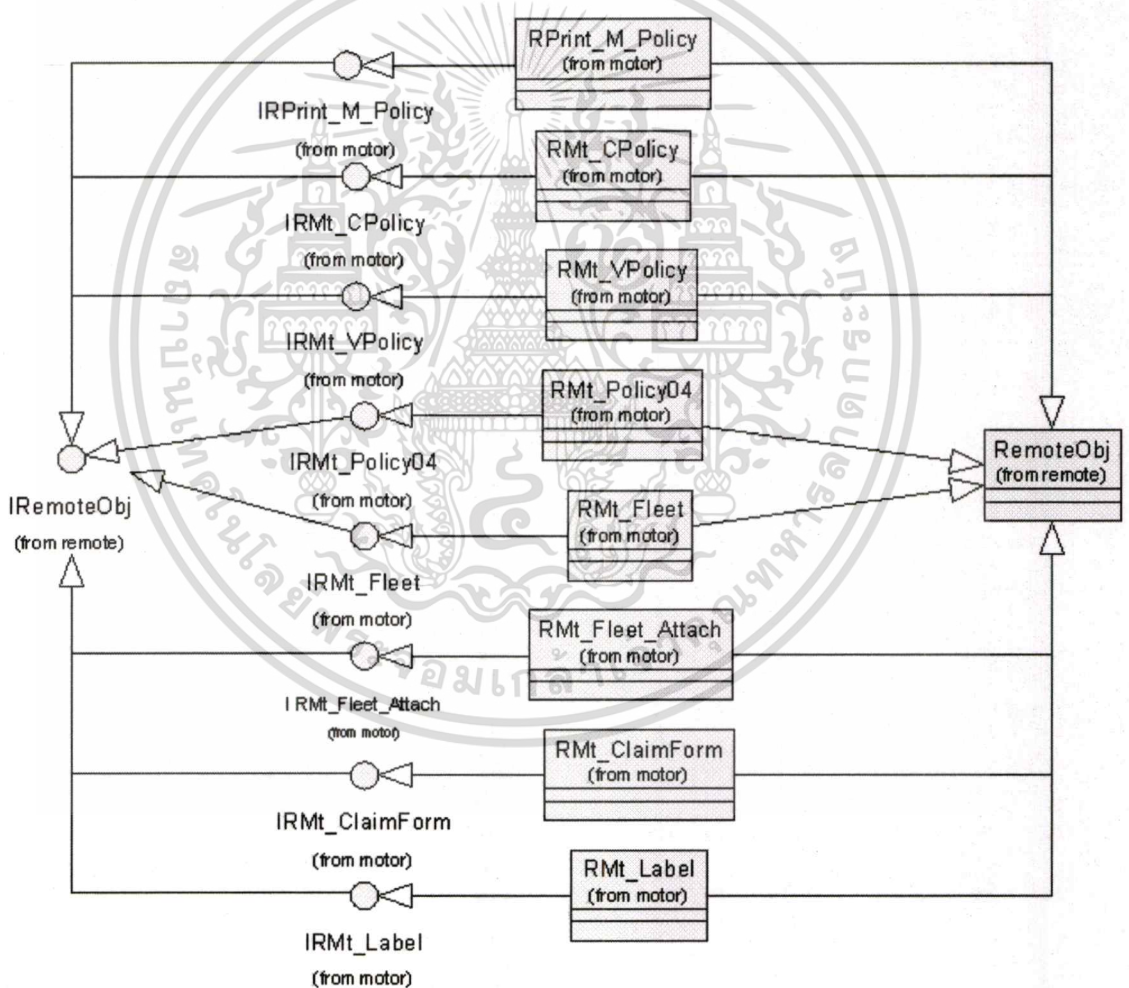 RPrint_M_Policy
(from motor)
IRPrint_M_Policy
(from motor)
RMt_CPolicy
(from motor)
IRMt_CPolicy
(from motor)
RMt_VPolicy
(from motor)
IRMt_VPolicy
(from motor)
RMt_Policy04
(from motor)
IRMt_Policy04
(from motor)
IRemoteObj
(from remote)
RemoteObj
(from remote)
RMt_Fleet
(from motor)
IRMt_Fleet
(from motor)
RMt_Fleet_Attach
(from motor)
IRMt_Fleet_Attach
(from motor)
RMt_ClaimForm
(from motor)
IRMt_ClaimForm
(from motor)
RMt_Label
(from motor)
IRMt_Label
(from motor)